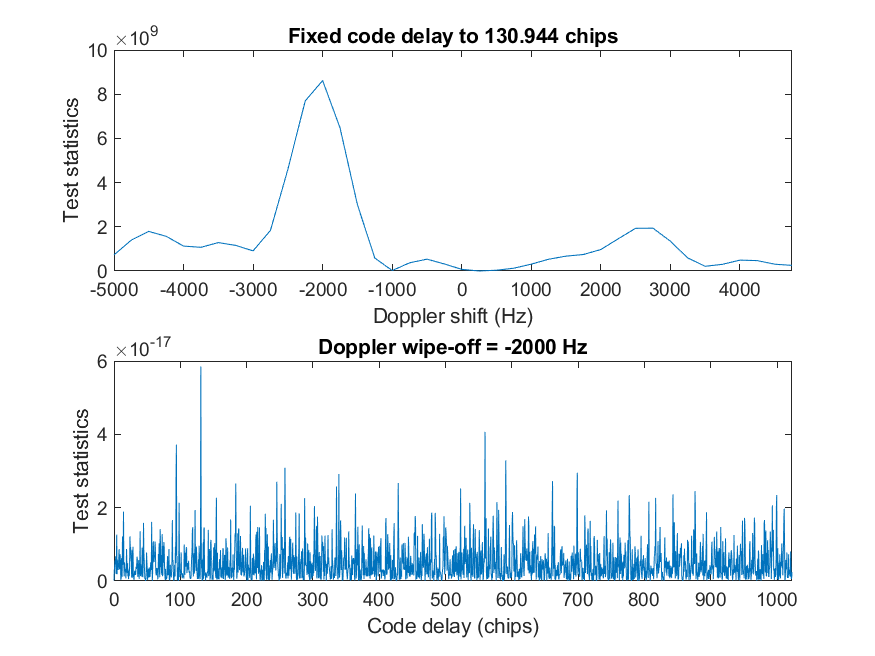 ×10^9
Fixed code delay to 130.944 chips
10
8
6
4
2
0
Test statistics
-5000 -4000 -3000 -2000 -1000 0 1000 2000 3000 4000
Doppler shift (Hz)
×10^-17
Doppler wipe-off = -2000 Hz
6
4
2
0
Test statistics
0 100 200 300 400 500 600 700 800 900 1000
Code delay (chips)